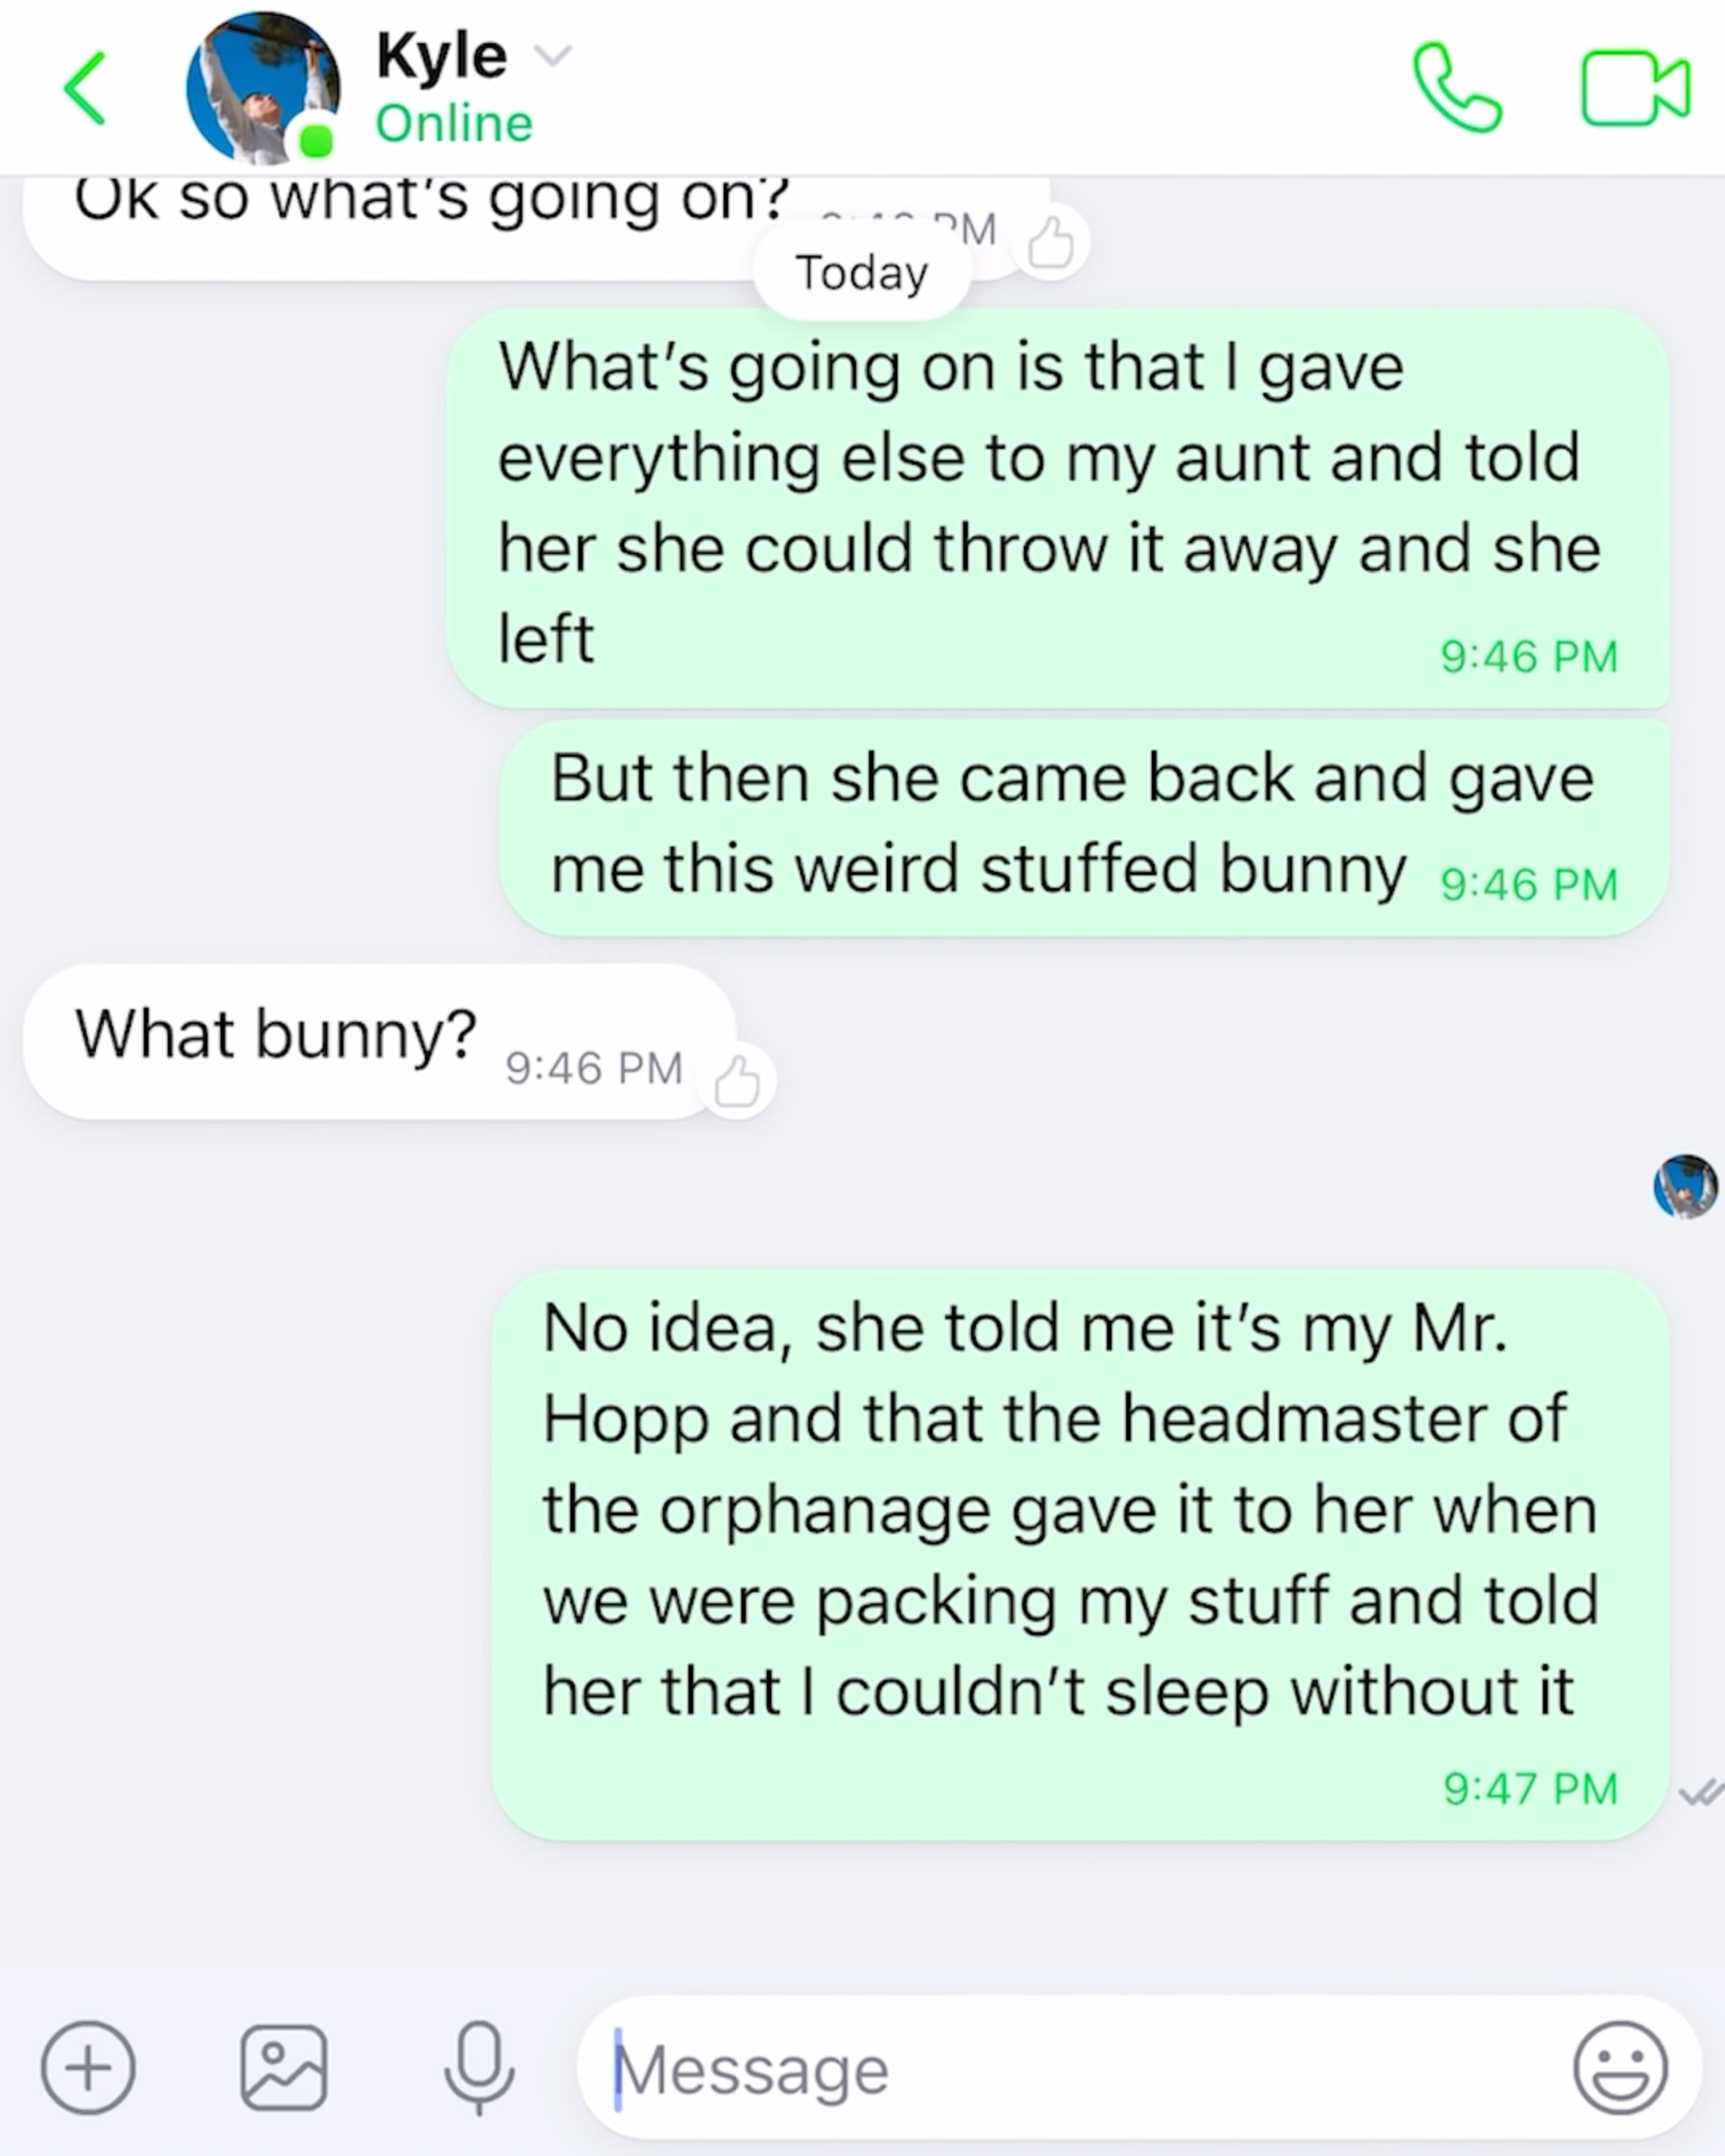 Kyle
Online
Ok so what's going on?
PM
Today
What's going on is that I gave
everything else to my aunt and told
her she could throw it away and she
left
9:46 PM
But then she came back and gave
me this weird stuffed bunny
9:46 PM
What bunny?
9:46 PM
No idea, she told me it's my Mr.
Hopp and that the headmaster of
the orphanage gave it to her when
we were packing my stuff and told
her that I couldn't sleep without it
9:47 PM
Message